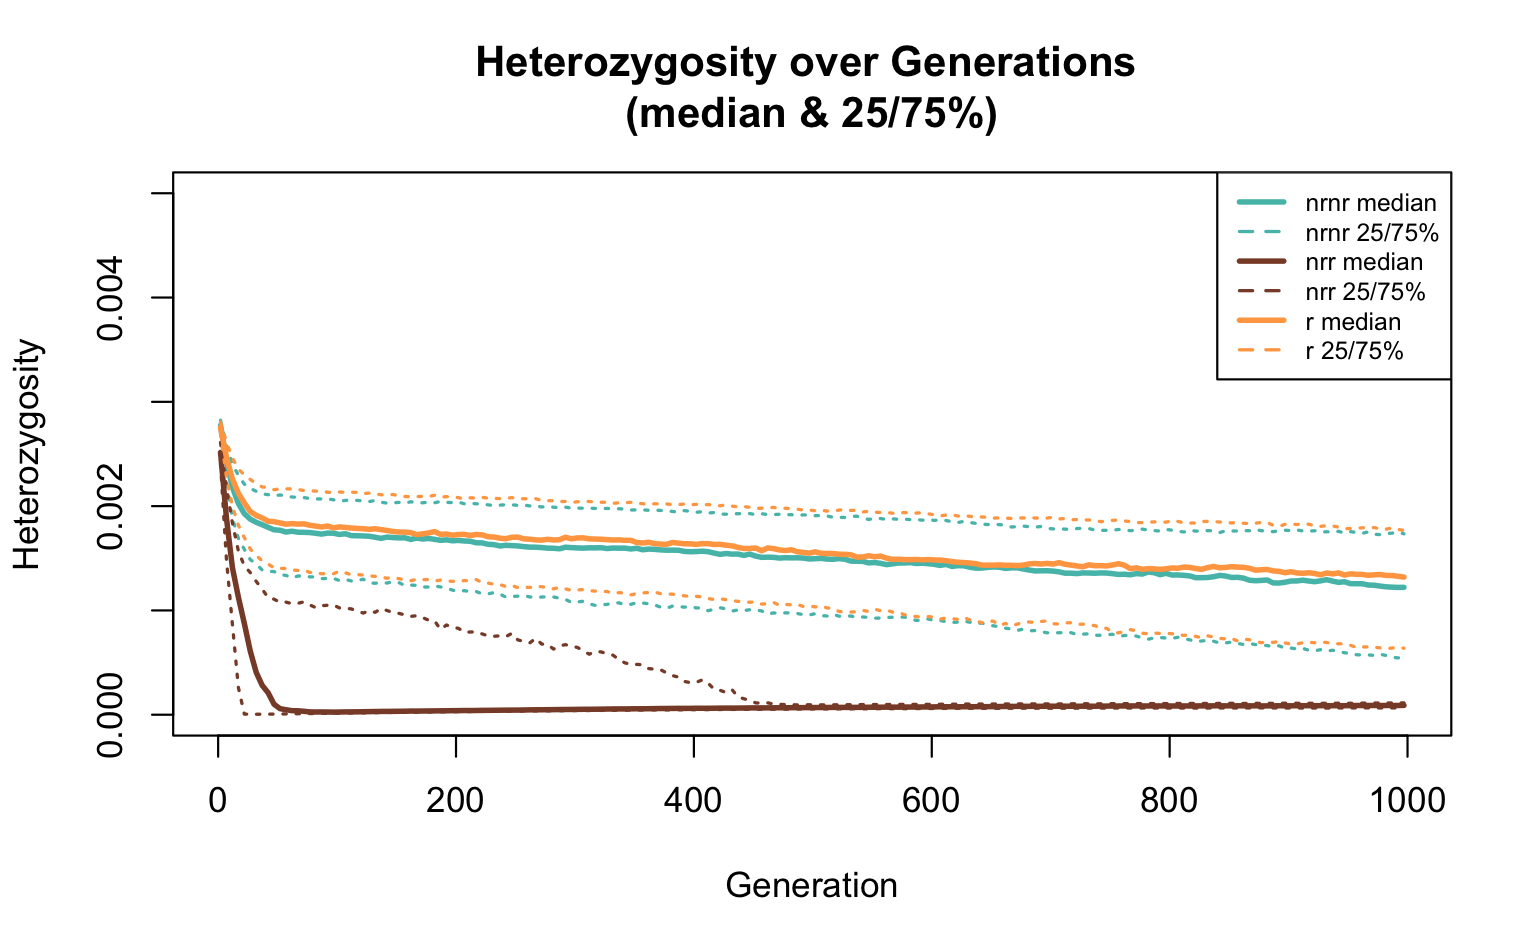 Heterozygosity over Generations
(median & 25/75%)
nrnr median
nrnr 25/75%
nrr median
nrr 25/75%
r median
r 25/75%
Heterozygosity
0.004
0.002
0.000
0 200 400 600 800 1000
Generation